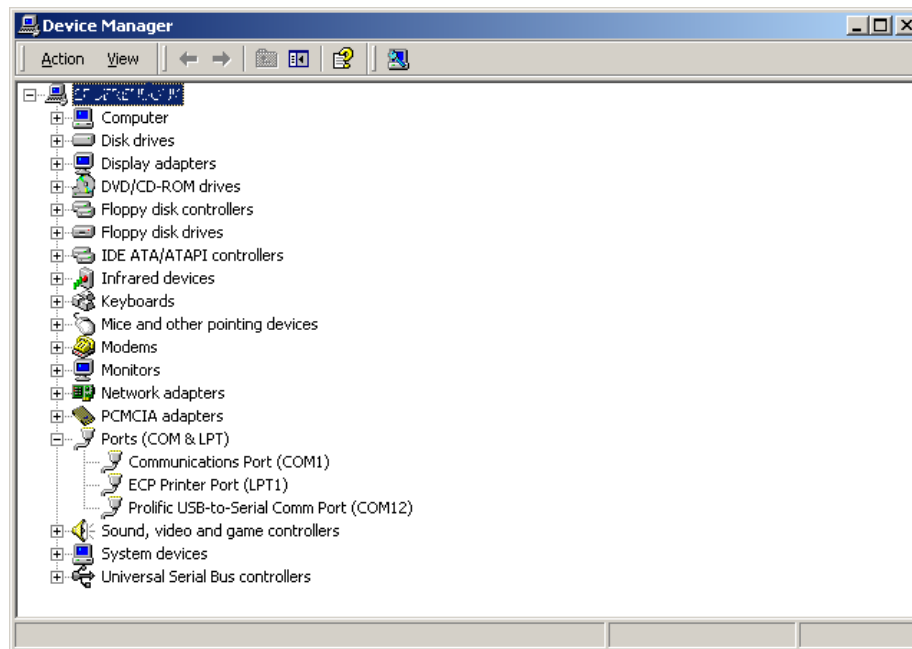 Device Manager
Action View
Computer
Disk drives
Display adapters
DVD/CD-ROM drives
Floppy disk controllers
Floppy disk drives
IDE ATA/ATAPI controllers
Infrared devices
Keyboards
Mice and other pointing devices
Modems
Monitors
Network adapters
PCMCIA adapters
Ports (COM & LPT)
Communications Port (COM1)
ECP Printer Port (LPT1)
Prolific USB-to-Serial Comm Port (COM12)
Sound, video and game controllers
System devices
Universal Serial Bus controllers